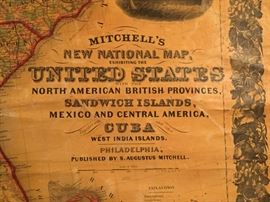 MITCHELL'S
NEW NATIONAL MAP,
EXHIBITING THE
UNITED STATES
WITH THE
NORTH AMERICAN BRITISH PROVINCES,
SANDWICH ISLANDS,
MEXICO AND CENTRAL AMERICA,
CUBA
WEST INDIA ISLANDS.
PHILADELPHIA,
PUBLISHED BY S. AUGUSTUS MITCHELL.
EXPLANATION